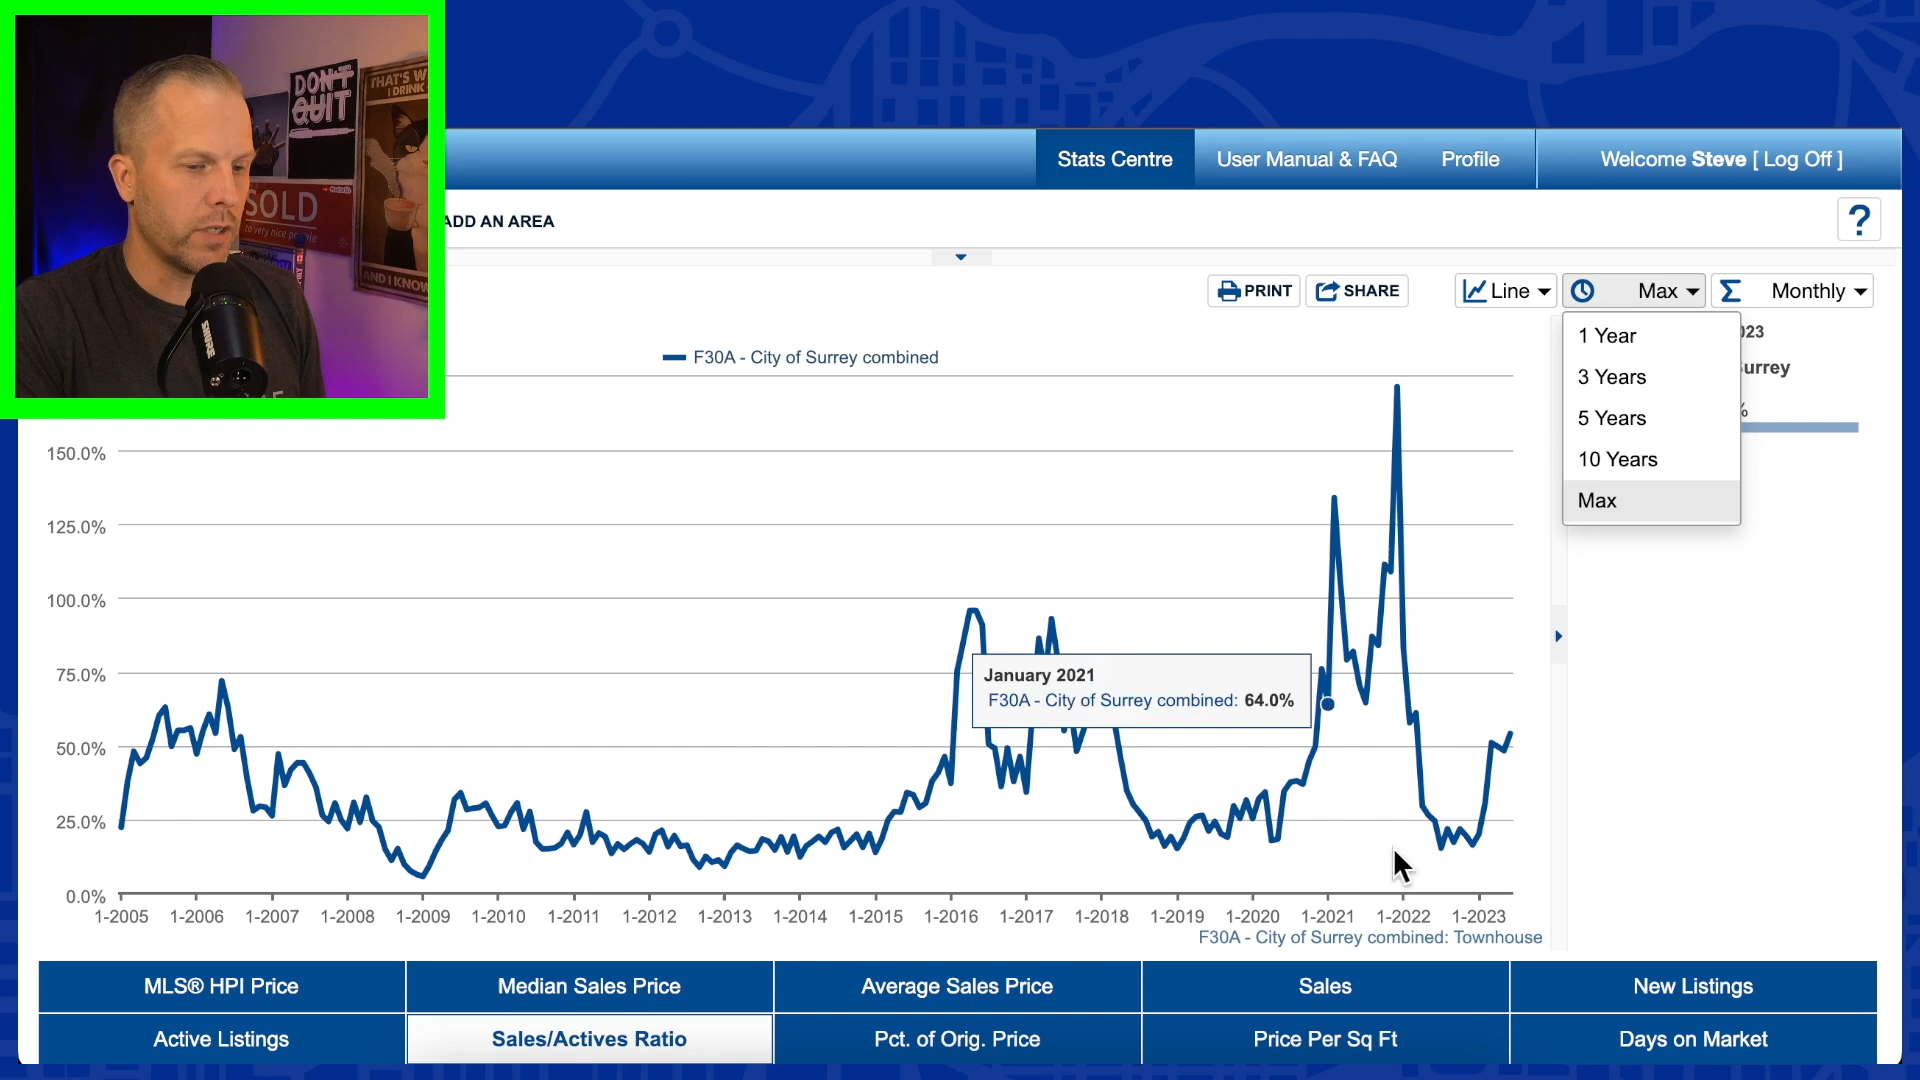 DON'T
QUIT
THAT'S W
I DRINK
SOLD
to very nice people
AND I KNOW
SHURE
Stats Centre
User Manual & FAQ
Profile
Welcome Steve [ Log Off ]
ADD AN AREA
?
PRINT
SHARE
Line
Max
Monthly
1 Year
3 Years
5 Years
10 Years
Max
023
Surrey
%
F30A - City of Surrey combined
150.0%
125.0%
100.0%
75.0%
50.0%
25.0%
0.0%
January 2021
F30A - City of Surrey combined: 64.0%
1-2005 1-2006 1-2007 1-2008 1-2009 1-2010 1-2011 1-2012 1-2013 1-2014 1-2015 1-2016 1-2017 1-2018 1-2019 1-2020 1-2021 1-2022 1-2023
F30A - City of Surrey combined: Townhouse
MLS® HPI Price
Median Sales Price
Average Sales Price
Sales
New Listings
Active Listings
Sales/Actives Ratio
Pct. of Orig. Price
Price Per Sq Ft
Days on Market